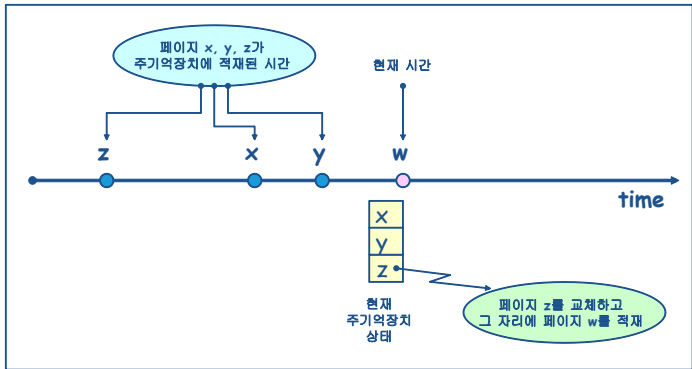 페이지 x, y, z가
주기억장치에 적재된 시간
현재 시간
z
x
y
w
time
x
y
z
현재
주기억장치
상태
페이지 z를 교체하고
그 자리에 페이지 w를 적재